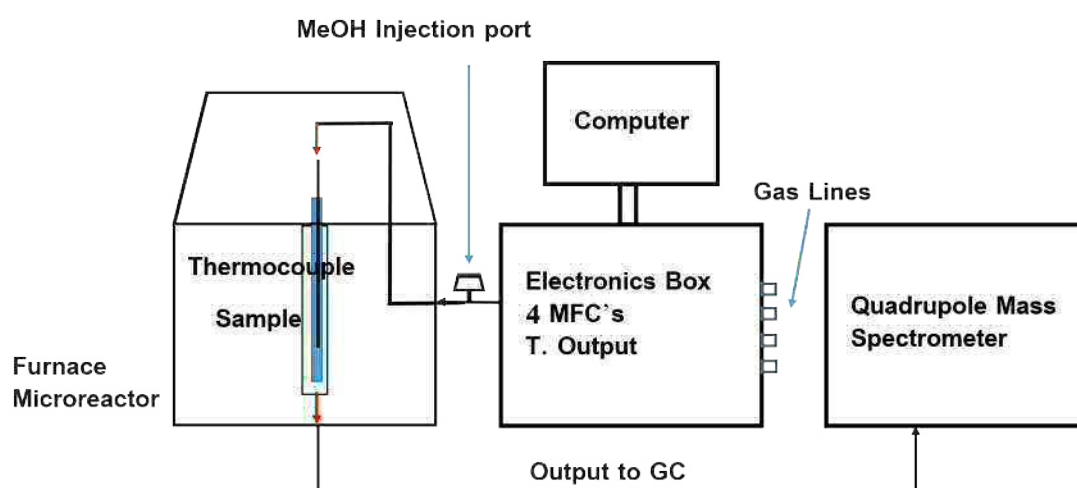 MeOH Injection port
Computer
Gas Lines
Thermocouple
Sample
Electronics Box
4 MFC`s
T. Output
Quadrupole Mass
Spectrometer
Furnace
Microreactor
Output to GC